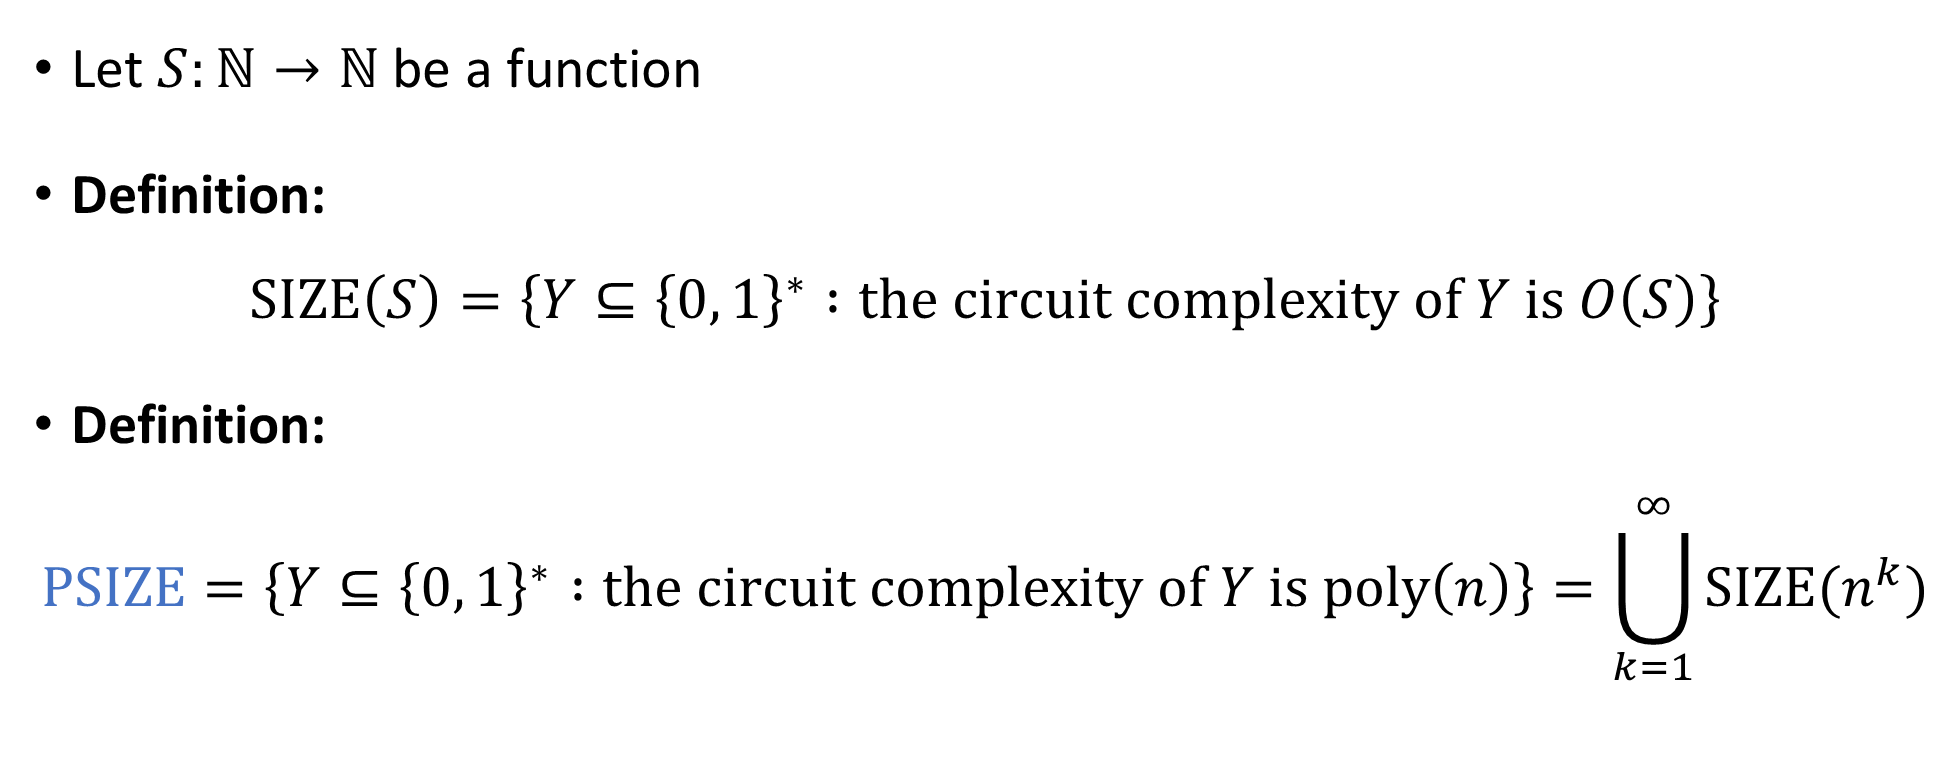 • Let 𝑆: ℕ → ℕ be a function
• Definition:
SIZE(𝑆) = {𝑌 ⊆ {0, 1}* : the circuit complexity of 𝑌 is 𝑂(𝑆)}
• Definition:
PSIZE = {𝑌 ⊆ {0, 1}* : the circuit complexity of 𝑌 is poly(𝑛)} = ⋃_{𝑘=1}^{∞} SIZE(𝑛^𝑘)